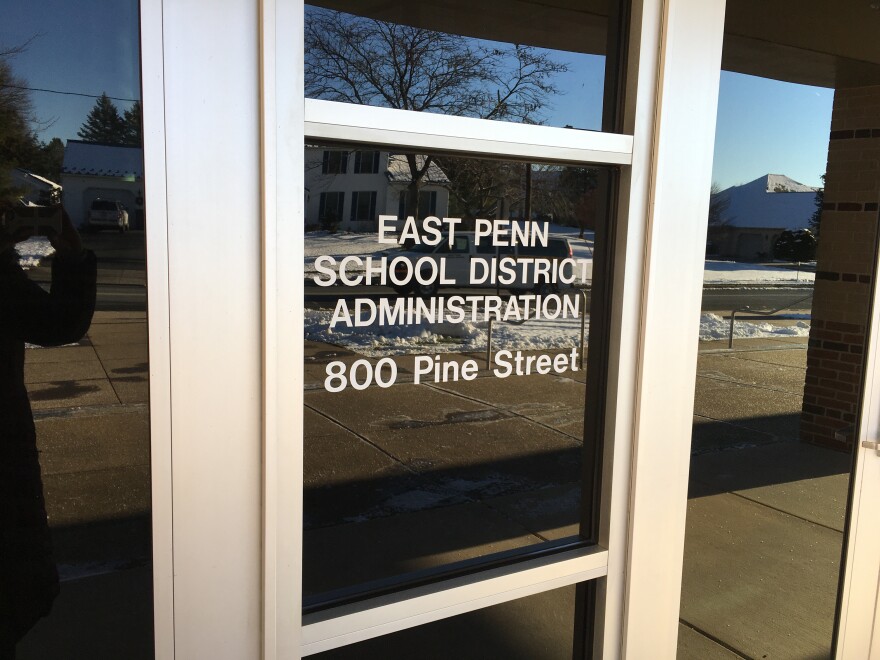 EAST PENN
SCHOOL DISTRICT
ADMINISTRATION
800 Pine Street